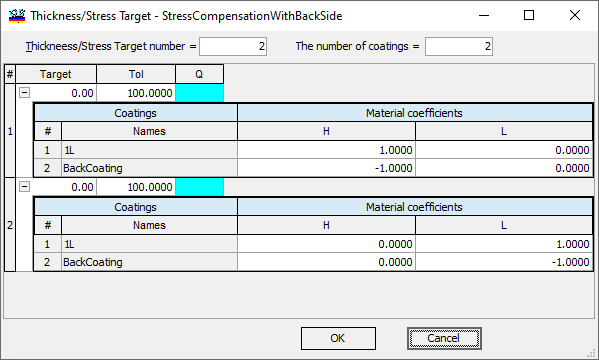 Thickness/Stress Target - StressCompensationWithBackSide
Thickneess/Stress Target number = 2 The number of coatings = 2
# Target Tol Q
0.00 100.0000
Coatings Material coefficients
# Names H L
1 1 1L 1.0000 0.0000
2 BackCoating -1.0000 0.0000
0.00 100.0000
Coatings Material coefficients
2 # Names H L
1 1L 0.0000 1.0000
2 BackCoating 0.0000 -1.0000
OK Cancel